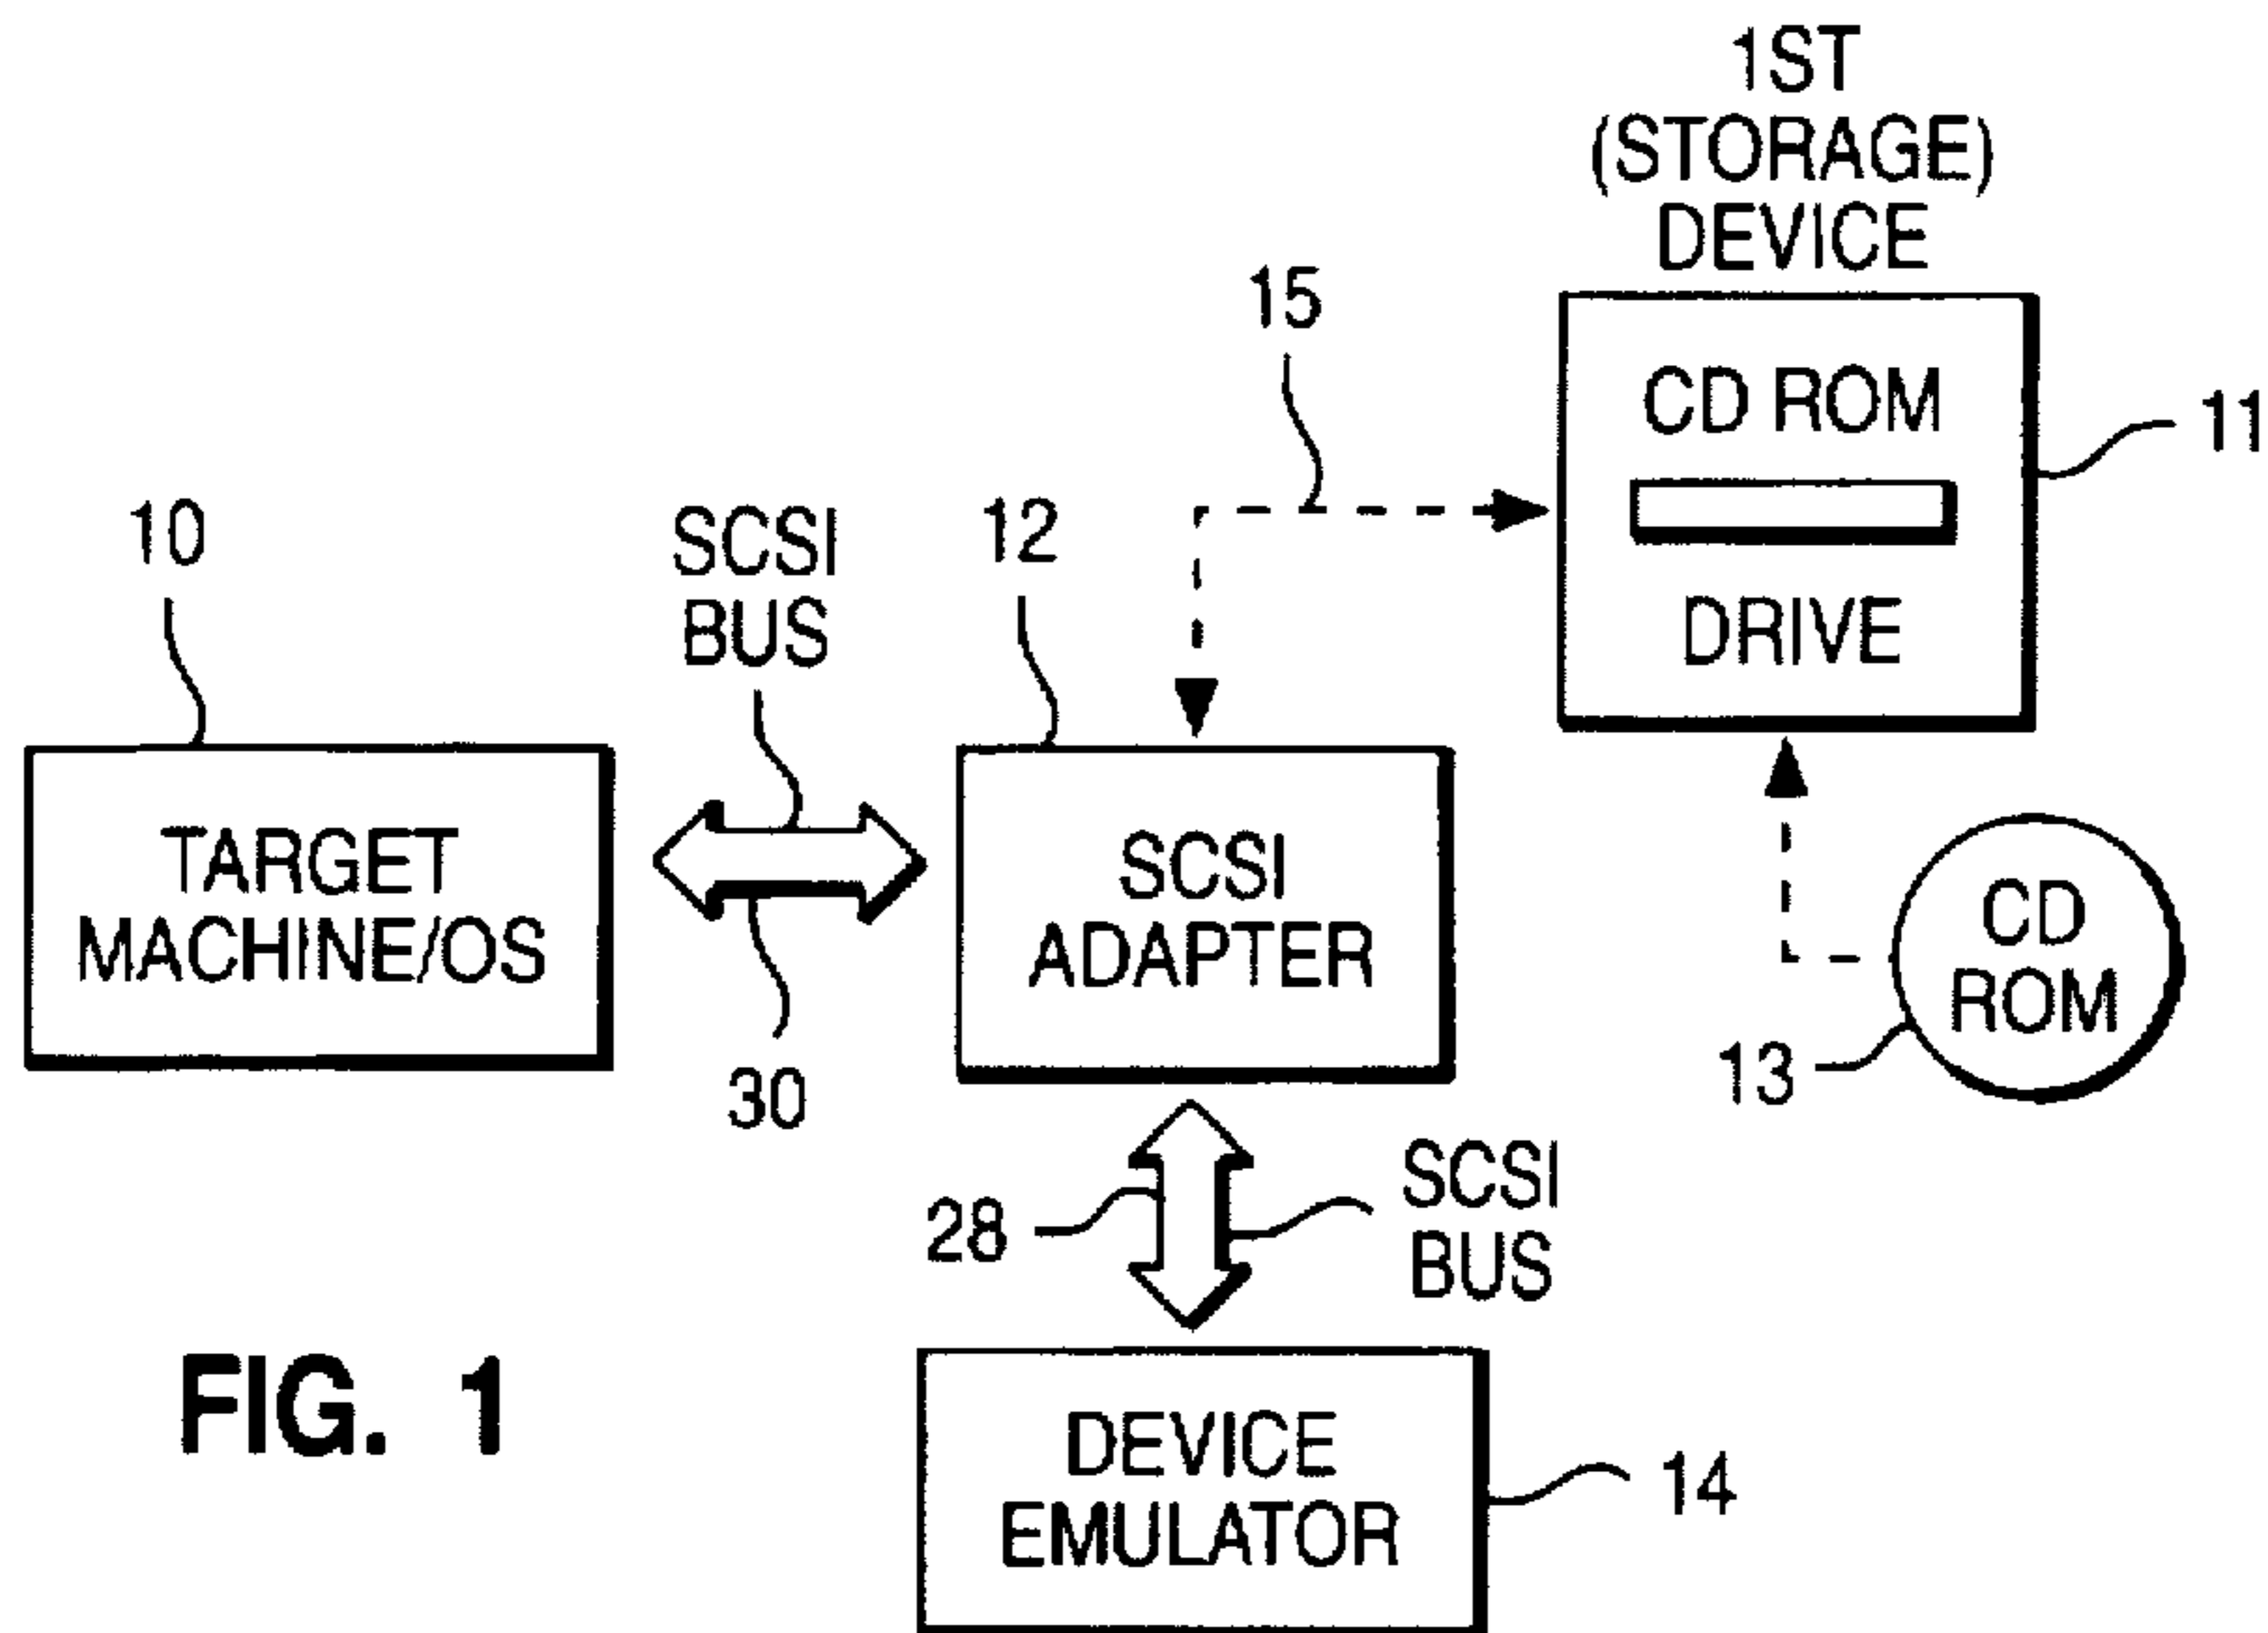 1ST
(STORAGE)
DEVICE
15
CD ROM
DRIVE
11
10
SCSI
BUS
12
TARGET
MACHINE/OS
30
SCSI
ADAPTER
CD
ROM
13
28
SCSI
BUS
DEVICE
EMULATOR
14
FIG. 1